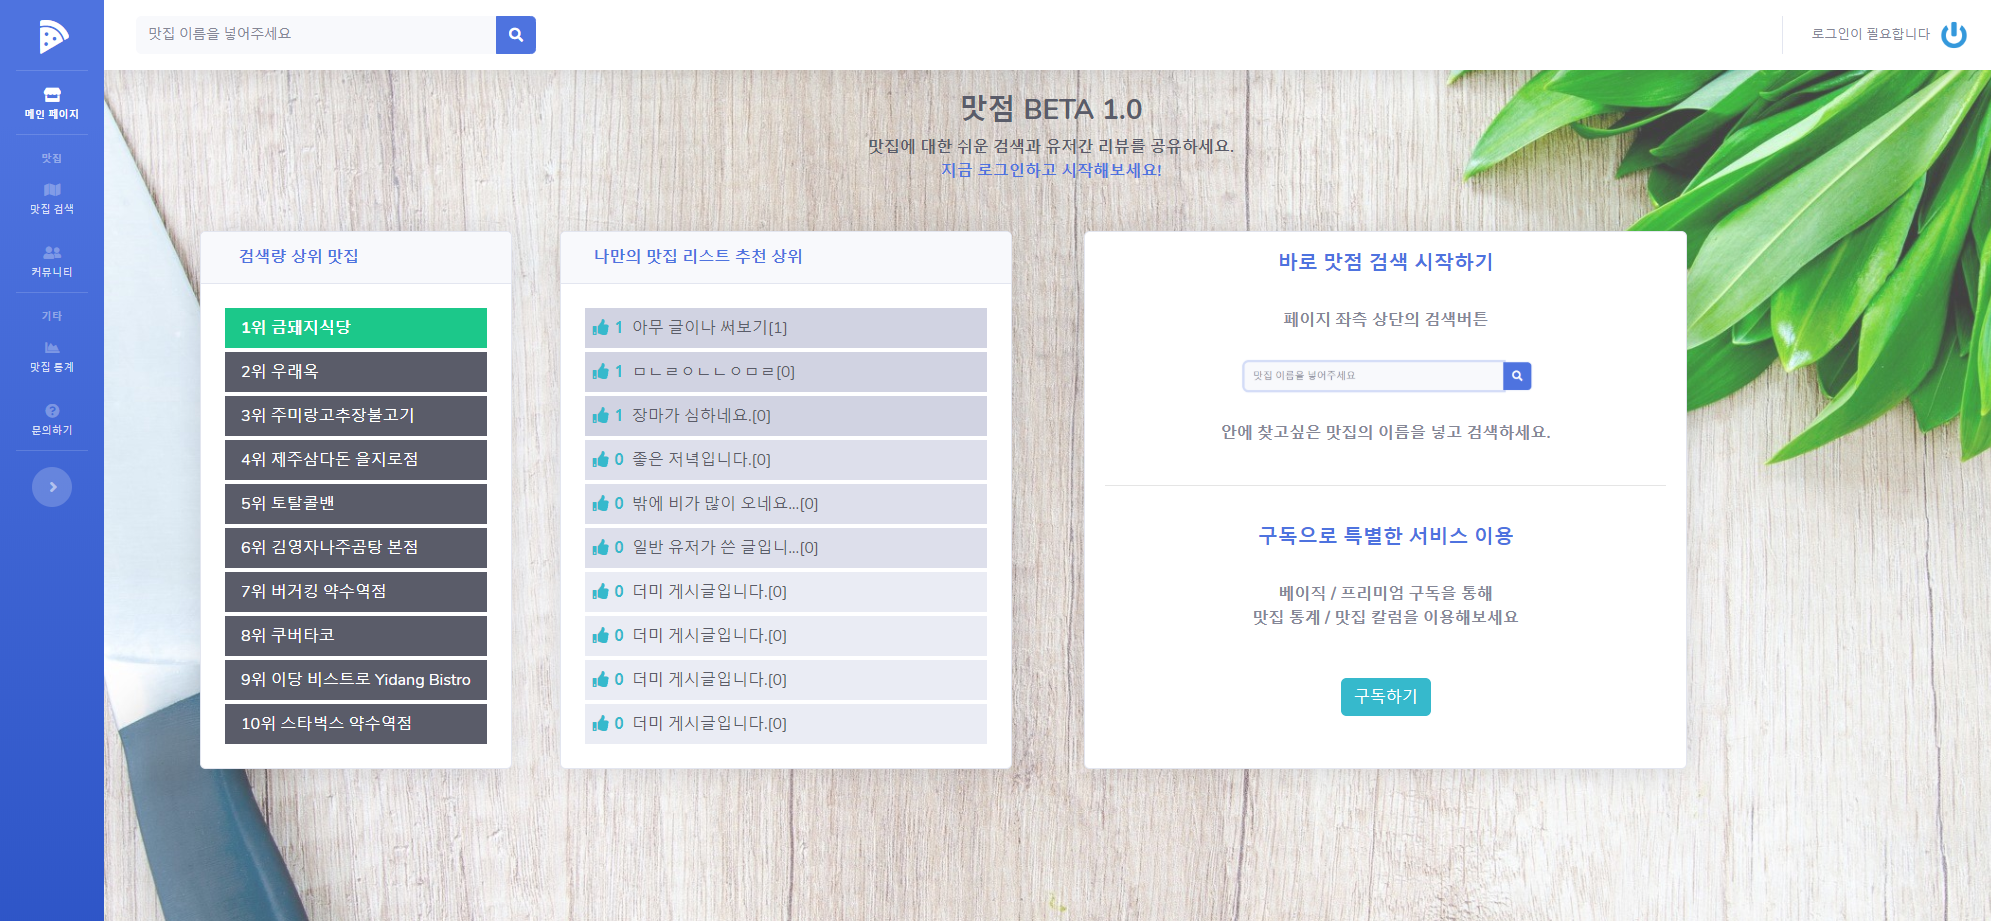 맛집 이름을 넣어주세요
로그인이 필요합니다
메인 페이지
맛집
맛집 검색
커뮤니티
기타
맛집 통계
문의하기
맛점 BETA 1.0
맛집에 대한 쉬운 검색과 유저간 리뷰를 공유하세요.
지금 로그인하고 시작해보세요!
검색량 상위 맛집
1위 금돼지식당
2위 우래옥
3위 주미랑고추장불고기
4위 제주삼다돈 을지로점
5위 토탈콜밴
6위 김영자나주곰탕 본점
7위 버거킹 약수역점
8위 쿠버타코
9위 이당 비스트로 Yidang Bistro
10위 스타벅스 약수역점
나만의 맛집 리스트 추천 상위
1 아무 글이나 써보기[1]
1 ㅁㄴㄹㅇㄴㄴㅇㅁㄹ[0]
1 장마가 심하네요.[0]
0 좋은 저녁입니다.[0]
0 밖에 비가 많이 오네요...[0]
0 일반 유저가 쓴 글입니...[0]
0 더미 게시글입니다.[0]
0 더미 게시글입니다.[0]
0 더미 게시글입니다.[0]
0 더미 게시글입니다.[0]
바로 맛점 검색 시작하기
페이지 좌측 상단의 검색버튼
맛집 이름을 넣어주세요
안에 찾고싶은 맛집의 이름을 넣고 검색하세요.
구독으로 특별한 서비스 이용
베이직 / 프리미엄 구독을 통해
맛집 통계 / 맛집 칼럼을 이용해보세요
구독하기